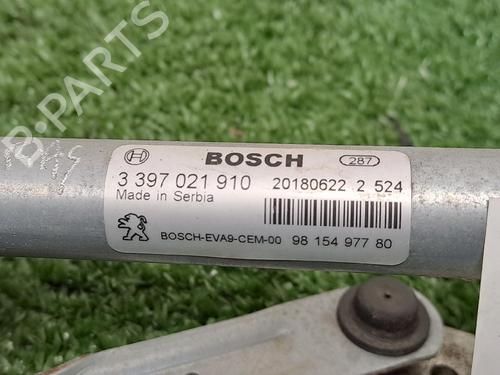 B-PARTS
BOSCH
287
3 397 021 910
20180622 2 524
Made in Serbia
BOSCH-EVA9-CEM-00
98 154 977 80